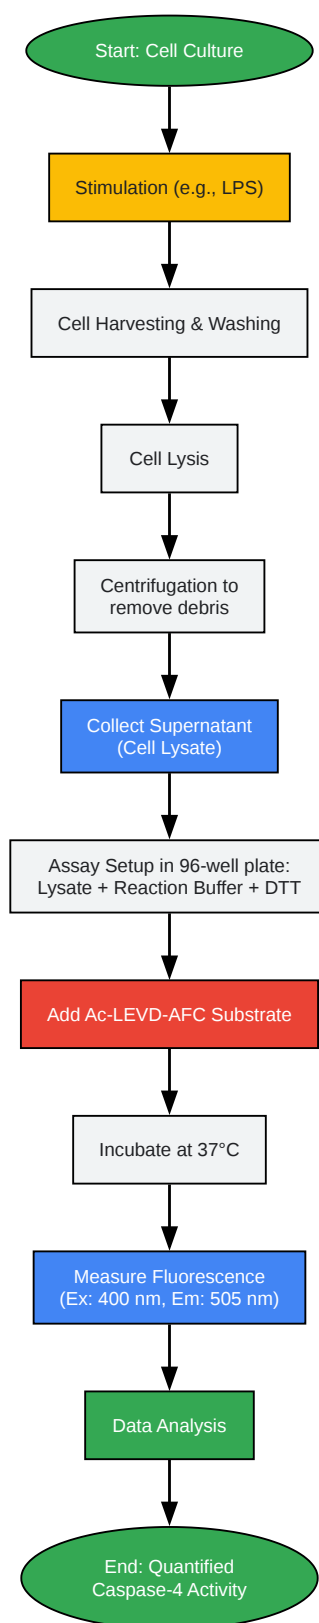 Start: Cell Culture
Stimulation (e.g., LPS)
Cell Harvesting & Washing
Cell Lysis
Centrifugation to
remove debris
Collect Supernatant
(Cell Lysate)
Assay Setup in 96-well plate:
Lysate + Reaction Buffer + DTT
Add Ac-LEVD-AFC Substrate
Incubate at 37°C
Measure Fluorescence
(Ex: 400 nm, Em: 505 nm)
Data Analysis
End: Quantified
Caspase-4 Activity